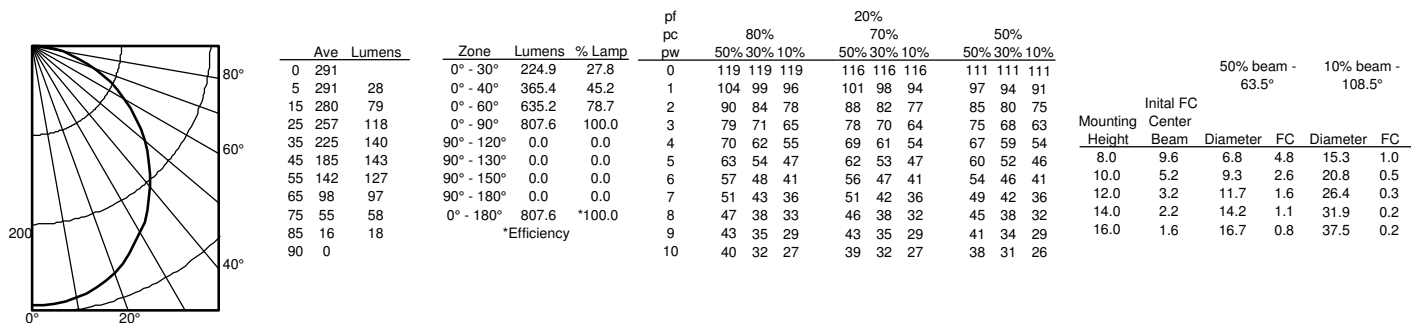 80°
60°
40°
200
0° 20°
Ave Lumens
0 291
5 291 28
15 280 79
25 257 118
35 225 140
45 185 143
55 142 127
65 98 97
75 55 58
85 16 18
90 0
Zone Lumens % Lamp
0° - 30° 224.9 27.8
0° - 40° 365.4 45.2
0° - 60° 635.2 78.7
0° - 90° 807.6 100.0
90° - 120° 0.0 0.0
90° - 130° 0.0 0.0
90° - 150° 0.0 0.0
90° - 180° 0.0 0.0
0° - 180° 807.6 *100.0
*Efficiency
pf 20%
pc 80% 70% 50%
pw 50% 30% 10% 50% 30% 10% 50% 30% 10%
0 119 119 119 116 116 116 111 111 111
1 104 99 96 101 98 94 97 94 91
2 90 84 78 88 82 77 85 80 75
3 79 71 65 78 70 64 75 68 63
4 70 62 55 69 61 54 67 59 54
5 63 54 47 62 53 47 60 52 46
6 57 48 41 56 47 41 54 46 41
7 51 43 36 51 42 36 49 42 36
8 47 38 33 46 38 32 45 38 32
9 43 35 29 43 35 29 41 34 29
10 40 32 27 39 32 27 38 31 26
50% beam - 10% beam -
63.5° 108.5°
Inital FC
Mounting Center
Height Beam Diameter FC Diameter FC
8.0 9.6 6.8 4.8 15.3 1.0
10.0 5.2 9.3 2.6 20.8 0.5
12.0 3.2 11.7 1.6 26.4 0.3
14.0 2.2 14.2 1.1 31.9 0.2
16.0 1.6 16.7 0.8 37.5 0.2